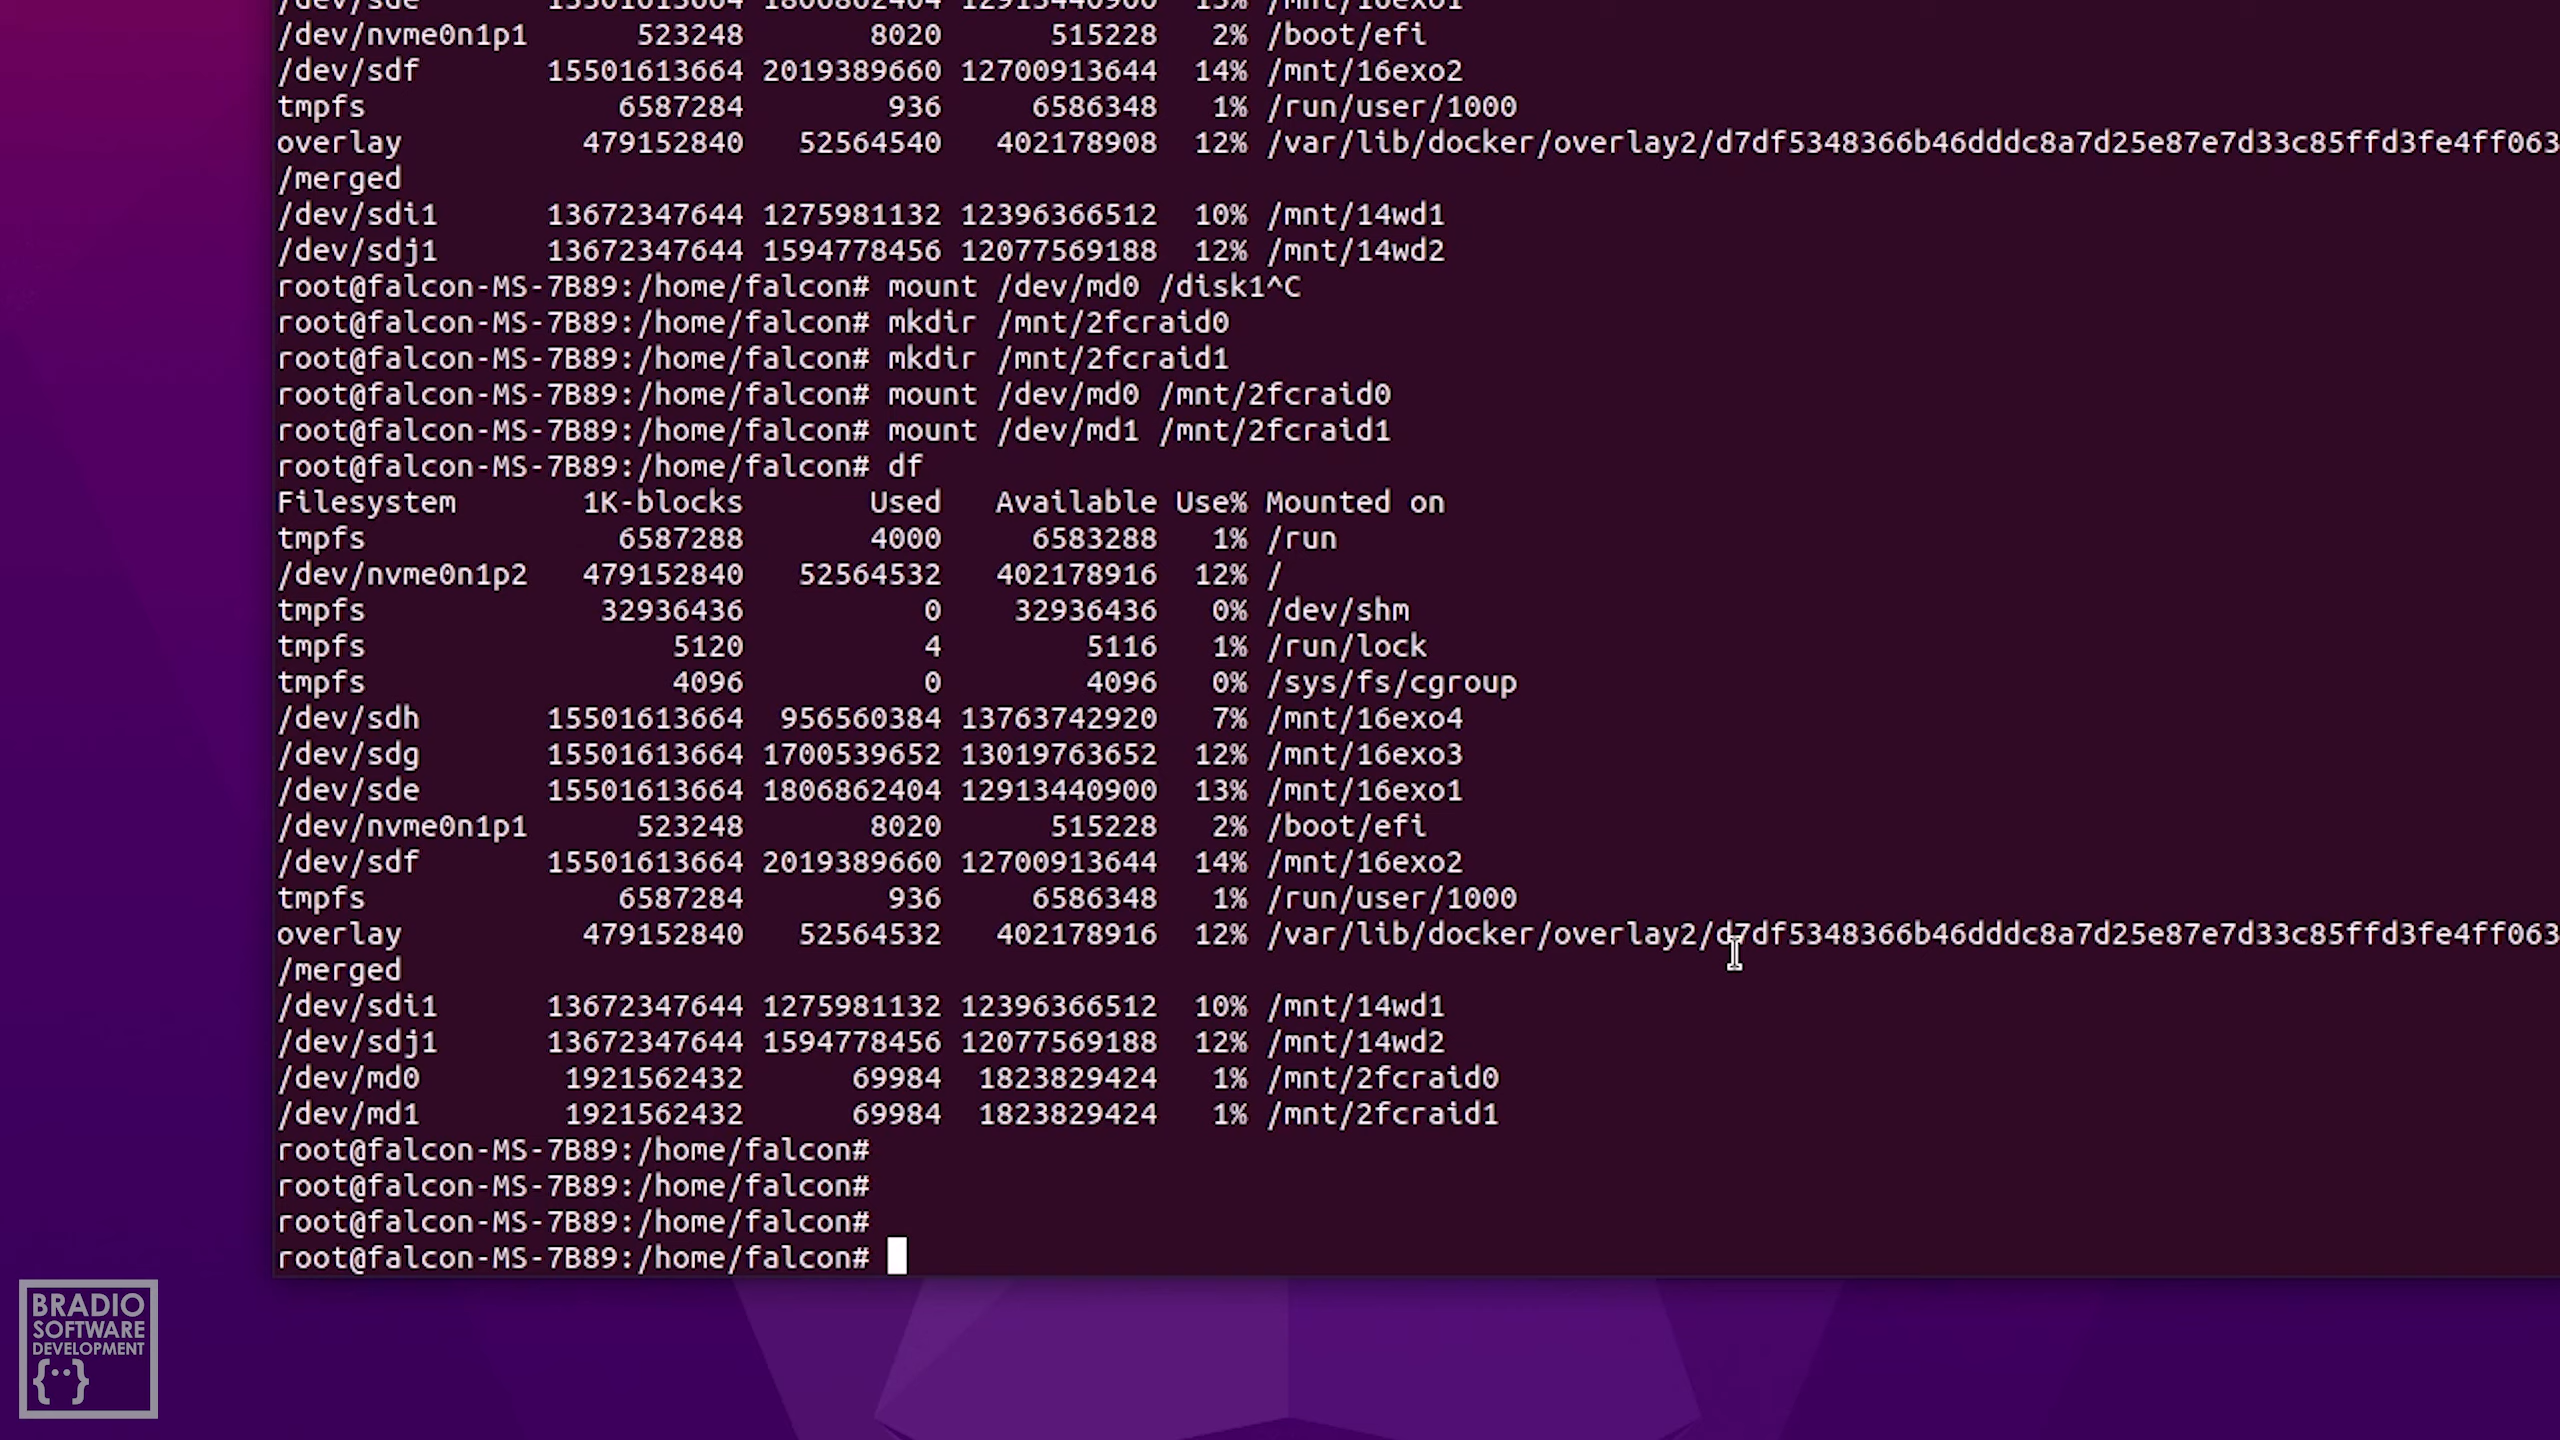 /dev/sde 15501613664 1806862404 12913440900 13% /mnt/16exo1
/dev/nvme0n1p1 523248 8020 515228 2% /boot/efi
/dev/sdf 15501613664 2019389660 12700913644 14% /mnt/16exo2
tmpfs 6587284 936 6586348 1% /run/user/1000
overlay 479152840 52564540 402178908 12% /var/lib/docker/overlay2/d7df5348366b46dddc8a7d25e87e7d33c85ffd3fe4ff063
/merged
/dev/sdi1 13672347644 1275981132 12396366512 10% /mnt/14wd1
/dev/sdj1 13672347644 1594778456 12077569188 12% /mnt/14wd2
root@falcon-MS-7B89:/home/falcon# mount /dev/md0 /disk1^C
root@falcon-MS-7B89:/home/falcon# mkdir /mnt/2fcraid0
root@falcon-MS-7B89:/home/falcon# mkdir /mnt/2fcraid1
root@falcon-MS-7B89:/home/falcon# mount /dev/md0 /mnt/2fcraid0
root@falcon-MS-7B89:/home/falcon# mount /dev/md1 /mnt/2fcraid1
root@falcon-MS-7B89:/home/falcon# df
Filesystem 1K-blocks Used Available Use% Mounted on
tmpfs 6587288 4000 6583288 1% /run
/dev/nvme0n1p2 479152840 52564532 402178916 12% /
tmpfs 32936436 0 32936436 0% /dev/shm
tmpfs 5120 4 5116 1% /run/lock
tmpfs 4096 0 4096 0% /sys/fs/cgroup
/dev/sdh 15501613664 956560384 13763742920 7% /mnt/16exo4
/dev/sdg 15501613664 1700539652 13019763652 12% /mnt/16exo3
/dev/sde 15501613664 1806862404 12913440900 13% /mnt/16exo1
/dev/nvme0n1p1 523248 8020 515228 2% /boot/efi
/dev/sdf 15501613664 2019389660 12700913644 14% /mnt/16exo2
tmpfs 6587284 936 6586348 1% /run/user/1000
overlay 479152840 52564532 402178916 12% /var/lib/docker/overlay2/d7df5348366b46dddc8a7d25e87e7d33c85ffd3fe4ff063
/merged
/dev/sdi1 13672347644 1275981132 12396366512 10% /mnt/14wd1
/dev/sdj1 13672347644 1594778456 12077569188 12% /mnt/14wd2
/dev/md0 1921562432 69984 1823829424 1% /mnt/2fcraid0
/dev/md1 1921562432 69984 1823829424 1% /mnt/2fcraid1
root@falcon-MS-7B89:/home/falcon#
root@falcon-MS-7B89:/home/falcon#
root@falcon-MS-7B89:/home/falcon#
root@falcon-MS-7B89:/home/falcon#
BRADIO
SOFTWARE
DEVELOPMENT
{··}